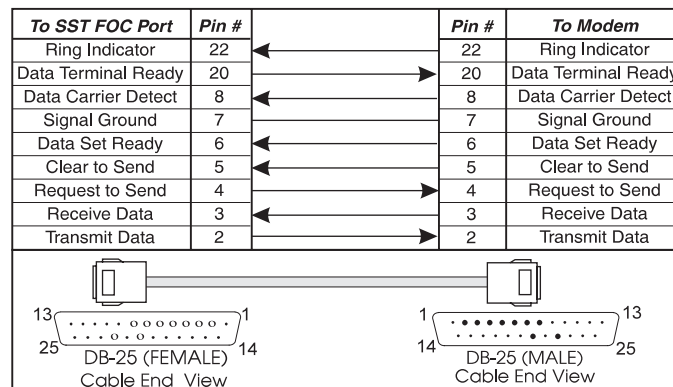 To SST FOC Port Pin # Pin # To Modem
Ring Indicator 22 22 Ring Indicator
Data Terminal Ready 20 20 Data Terminal Ready
Data Carrier Detect 8 8 Data Carrier Detect
Signal Ground 7 7 Signal Ground
Data Set Ready 6 6 Data Set Ready
Clear to Send 5 5 Clear to Send
Request to Send 4 4 Request to Send
Receive Data 3 3 Receive Data
Transmit Data 2 2 Transmit Data
13 1 1 13
25 14 14 25
DB-25 (FEMALE) DB-25 (MALE)
Cable End View Cable End View